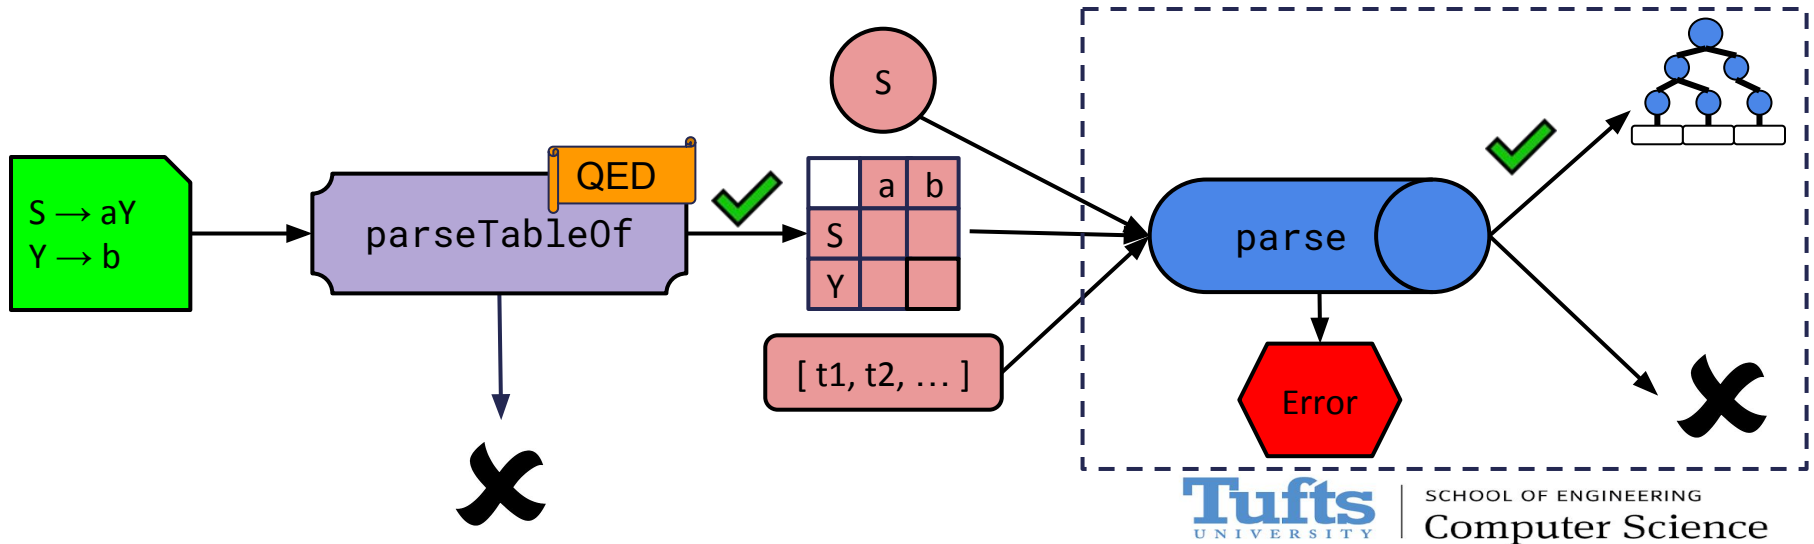 S → aY
Y → b
QED
parseTableOf
S
a b
S
Y
[ t1, t2, … ]
parse
Error
Tufts
UNIVERSITY
SCHOOL OF ENGINEERING
Computer Science